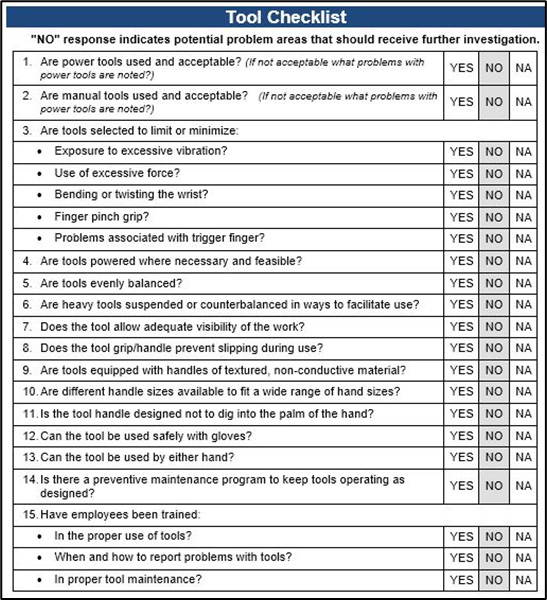 Tool Checklist
"NO" response indicates potential problem areas that should receive further investigation.
1. Are power tools used and acceptable? (If not acceptable what problems with
power tools are noted?) YES NO NA
2. Are manual tools used and acceptable? (If not acceptable what problems with
power tools are noted?) YES NO NA
3. Are tools selected to limit or minimize:
• Exposure to excessive vibration? YES NO NA
• Use of excessive force? YES NO NA
• Bending or twisting the wrist? YES NO NA
• Finger pinch grip? YES NO NA
• Problems associated with trigger finger? YES NO NA
4. Are tools powered where necessary and feasible? YES NO NA
5. Are tools evenly balanced? YES NO NA
6. Are heavy tools suspended or counterbalanced in ways to facilitate use? YES NO NA
7. Does the tool allow adequate visibility of the work? YES NO NA
8. Does the tool grip/handle prevent slipping during use? YES NO NA
9. Are tools equipped with handles of textured, non-conductive material? YES NO NA
10. Are different handle sizes available to fit a wide range of hand sizes? YES NO NA
11. Is the tool handle designed not to dig into the palm of the hand? YES NO NA
12. Can the tool be used safely with gloves? YES NO NA
13. Can the tool be used by either hand? YES NO NA
14. Is there a preventive maintenance program to keep tools operating as
designed? YES NO NA
15. Have employees been trained:
• In the proper use of tools? YES NO NA
• When and how to report problems with tools? YES NO NA
• In proper tool maintenance? YES NO NA